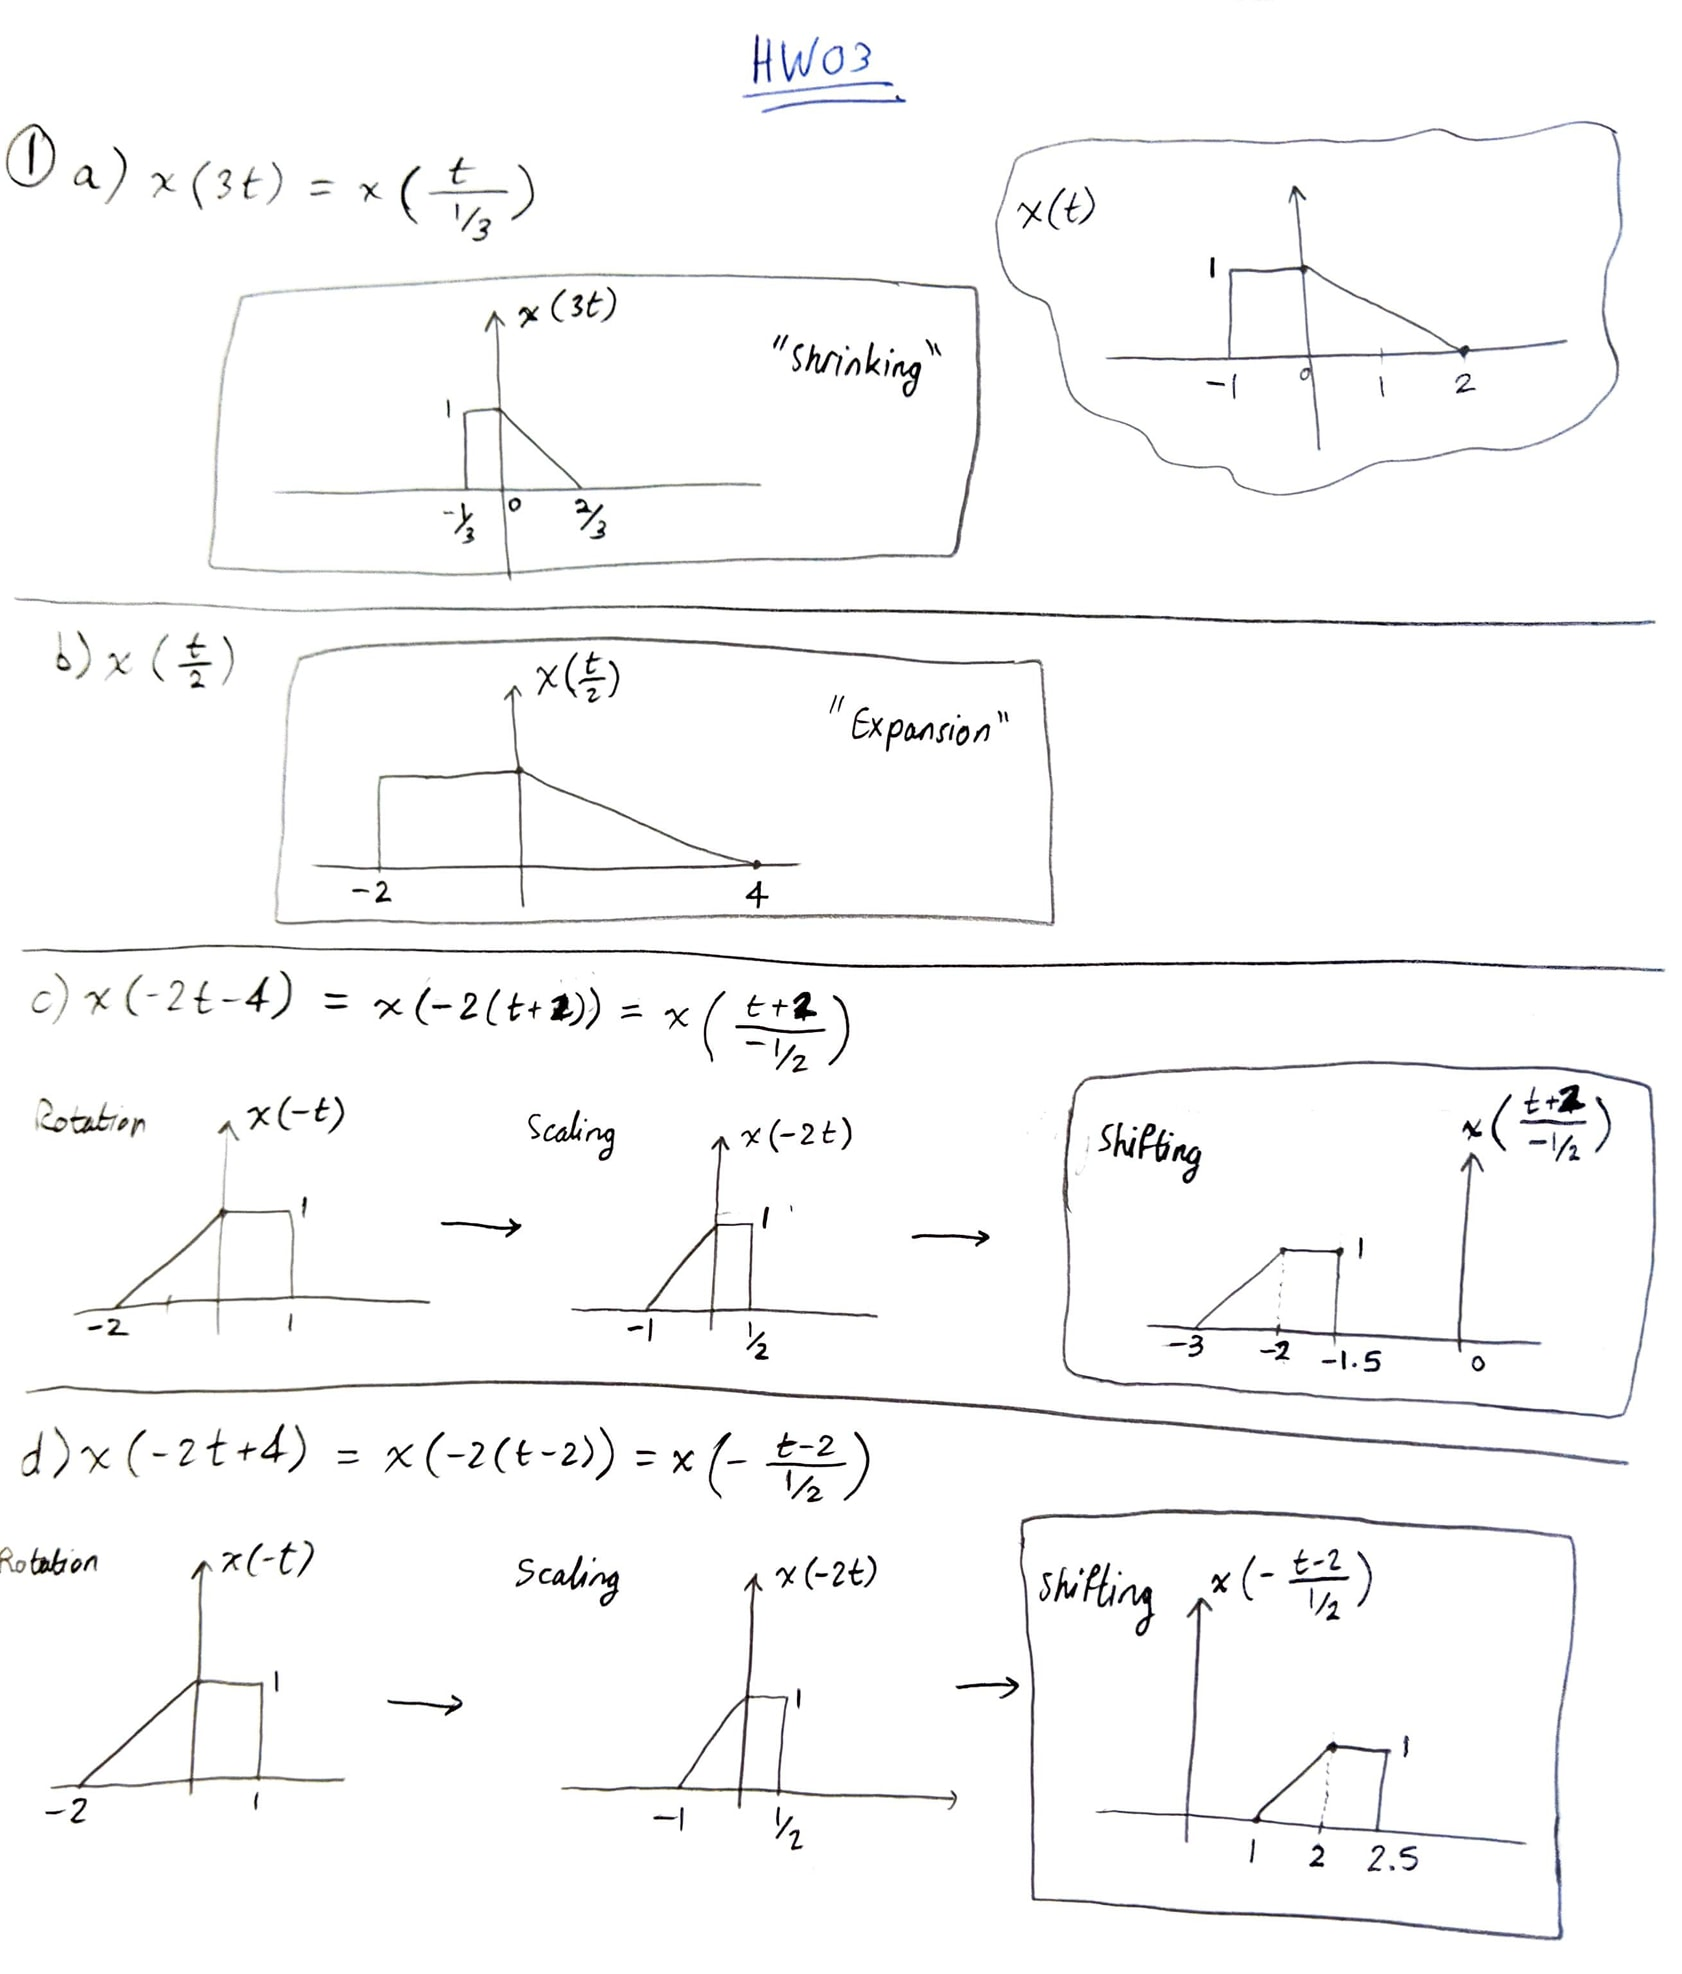 HW03
① a) x(3t) = x(t/(1/3))
x(t)
1
-1 0 1 2
x(3t)
"Shrinking"
1
-1/3 0 2/3
b) x(t/2)
x(t/2)
"Expansion"
-2 4
c) x(-2t-4) = x(-2(t+2)) = x((t+2)/(-1/2))
Rotation x(-t)
1
-2 1
Scaling x(-2t)
1
-1 1/2
Shifting x((t+2)/(-1/2))
1
-3 -2 -1.5 0
d) x(-2t+4) = x(-2(t-2)) = x(- (t-2)/(1/2))
Rotation x(-t)
1
-2 1
Scaling x(-2t)
1
-1 1/2
Shifting x(- (t-2)/(1/2))
1
1 2 2.5